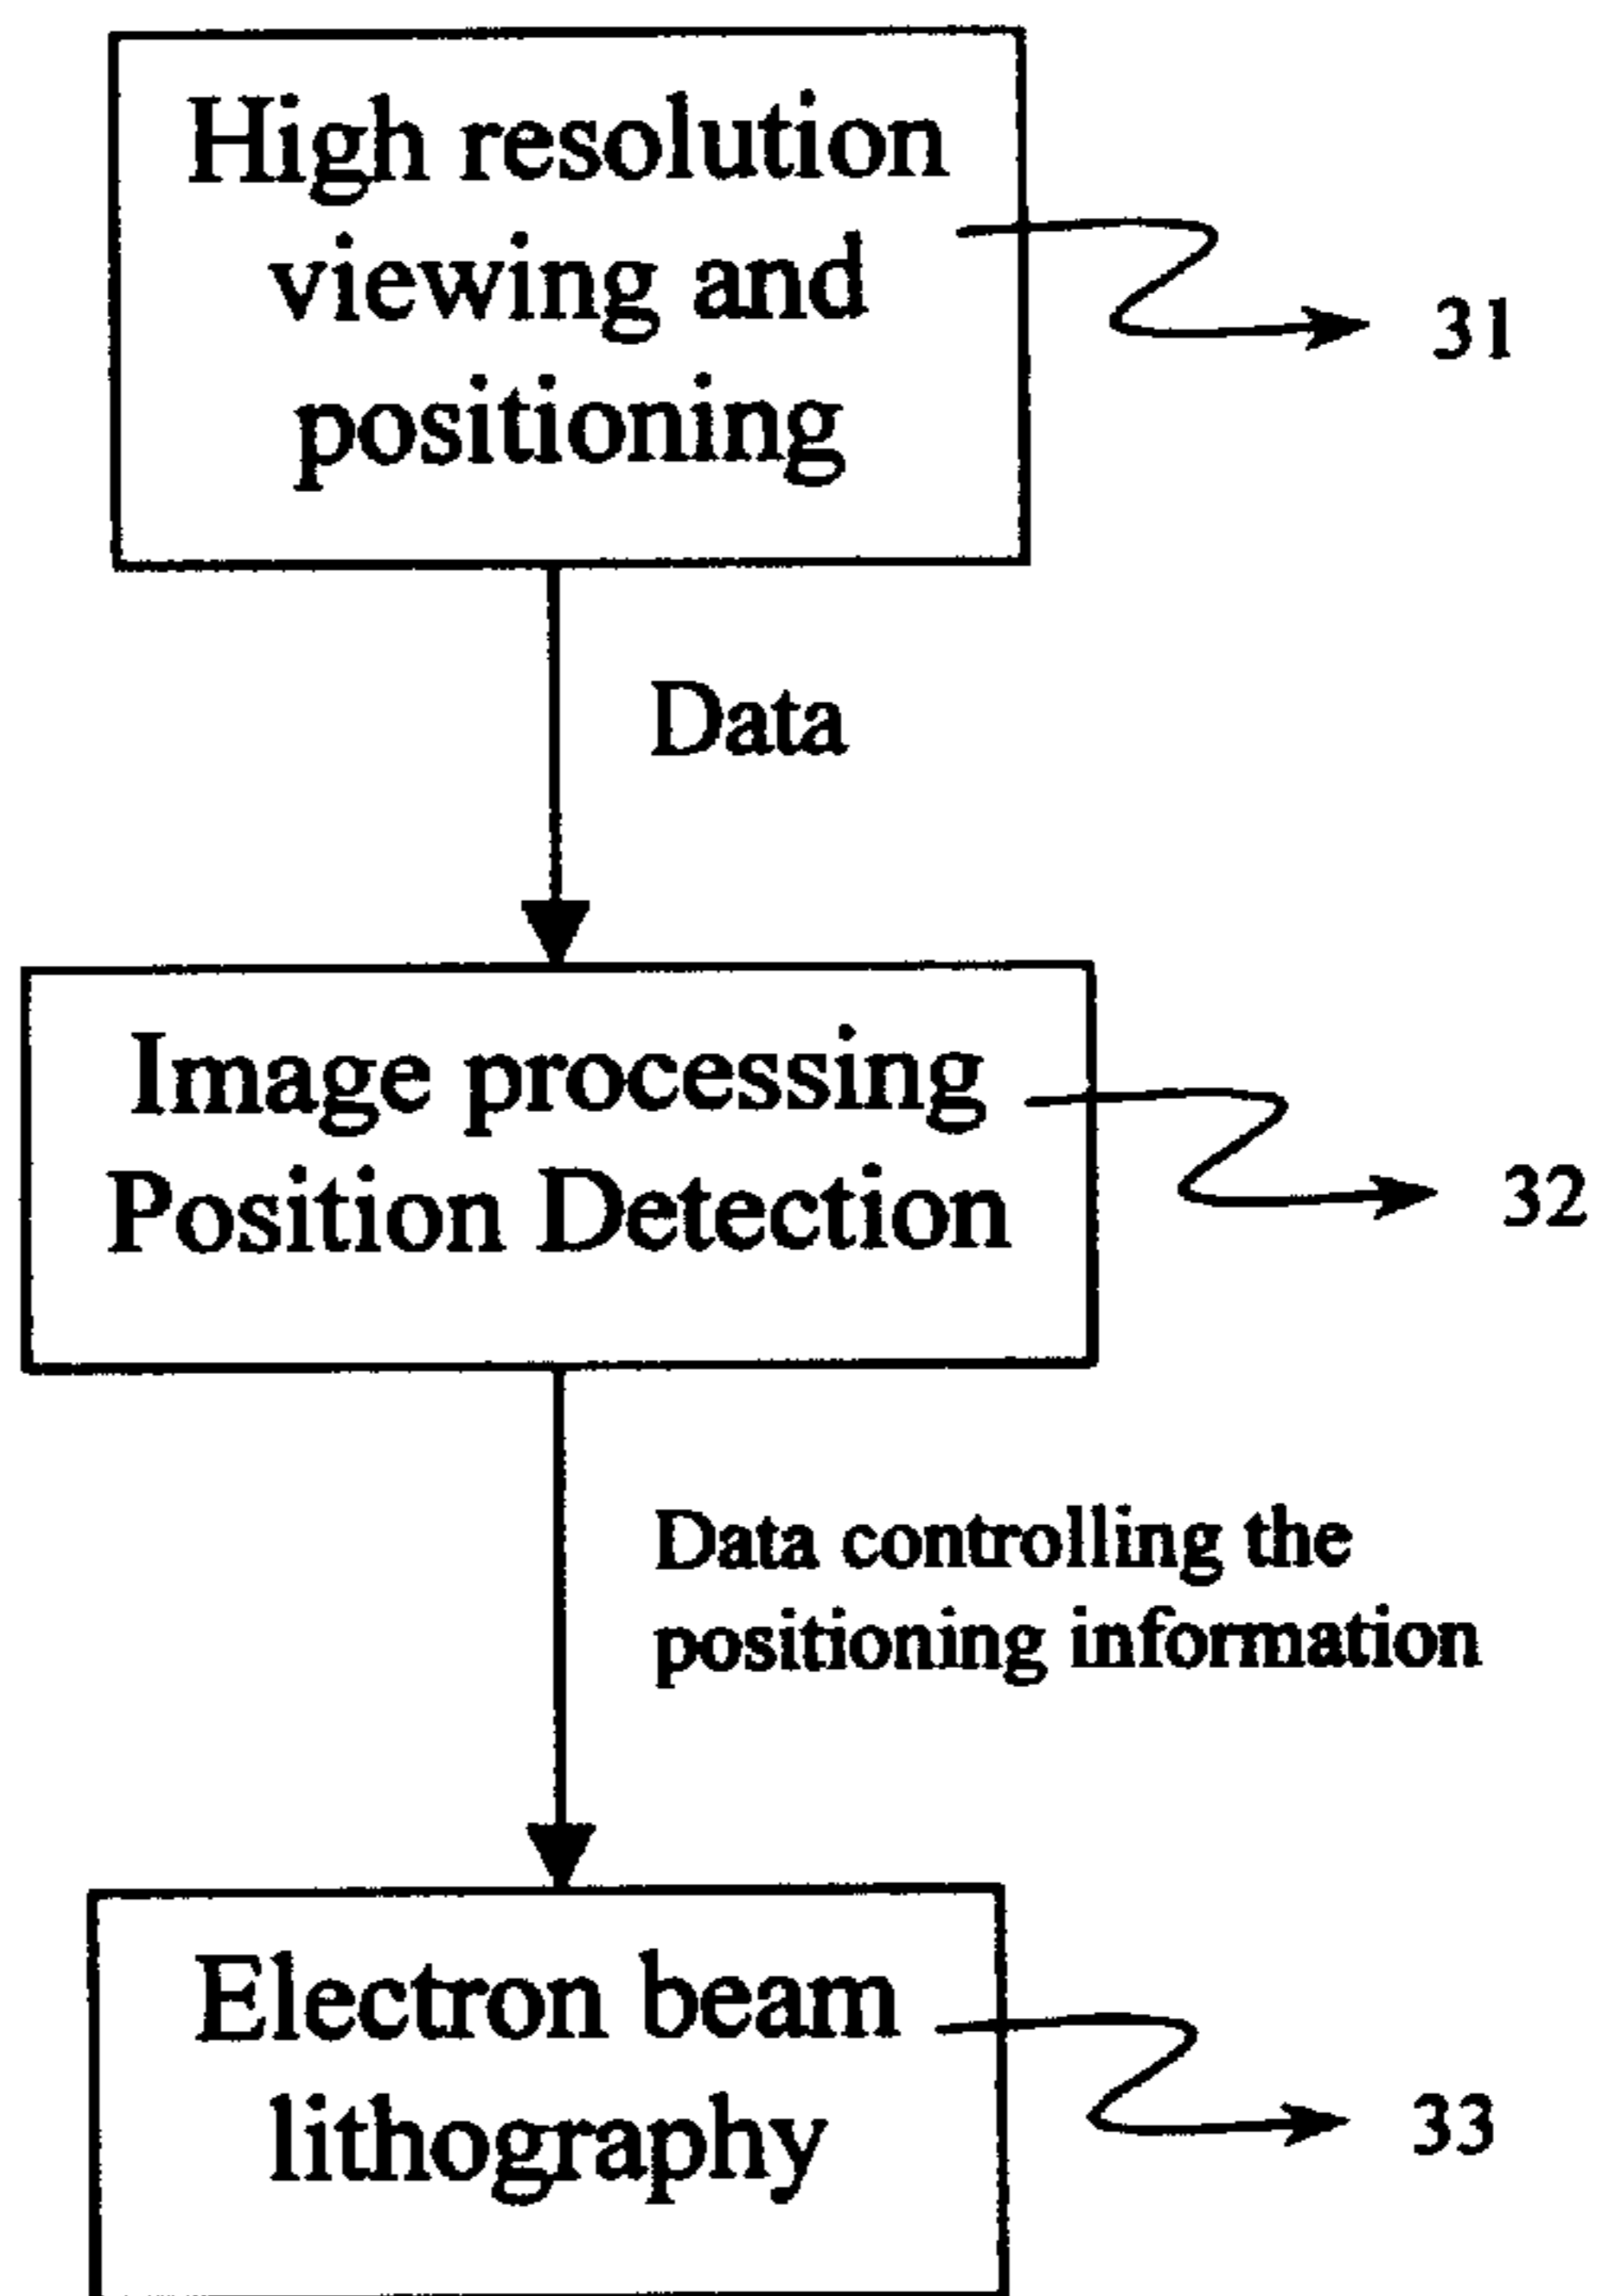 High resolution
viewing and
positioning
31
Data
Image processing
Position Detection
32
Data controlling the
positioning information
Electron beam
lithography
33